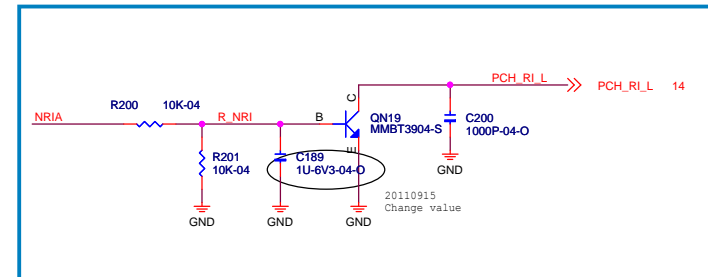 PCH_RI_L
PCH_RI_L 14
R200 10K-04
NRIA
R_NRI
B
C
E
QN19
MMBT3904-S
C200
1000P-04-O
R201
10K-04
C189
1U-6V3-04-O
GND
20110915
Change value
GND
GND
GND